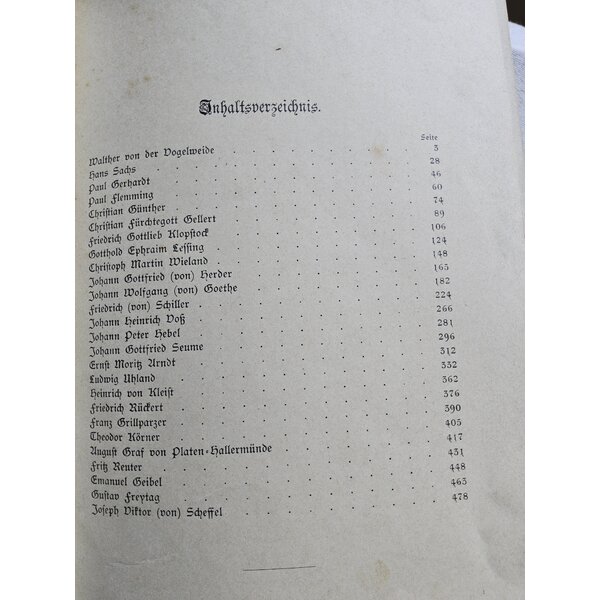 Inhaltsverzeichnis.
Seite
Walther von der Vogelweide . . . . . . . 3
Hans Sachs . . . . . . . . . . 28
Paul Gerhardt . . . . . . . . . . 46
Paul Flemming . . . . . . . . . . 60
Christian Günther . . . . . . . . . 74
Christian Fürchtegott Gellert . . . . . . . 89
Friedrich Gottlieb Klopstock . . . . . . . 106
Gotthold Ephraim Lessing . . . . . . . . 124
Christoph Martin Wieland . . . . . . . . 148
Johann Gottfried (von) Herder . . . . . . . 165
Johann Wolfgang (von) Goethe . . . . . . . 182
Friedrich (von) Schiller . . . . . . . . 224
Johann Heinrich Voß . . . . . . . . . 266
Johann Peter Hebel . . . . . . . . . 281
Johann Gottfried Seume . . . . . . . . 296
Ernst Moritz Arndt . . . . . . . . . 312
Ludwig Uhland . . . . . . . . . . 332
Heinrich von Kleist . . . . . . . . . 362
Friedrich Rückert . . . . . . . . . 376
Franz Grillparzer . . . . . . . . . 390
Theodor Körner . . . . . . . . . . 405
August Graf von Platen-Hallermünde . . . . . 417
Fritz Reuter . . . . . . . . . . 431
Emanuel Geibel . . . . . . . . . . 448
Gustav Freytag . . . . . . . . . . 463
Joseph Viktor (von) Scheffel . . . . . . . 478